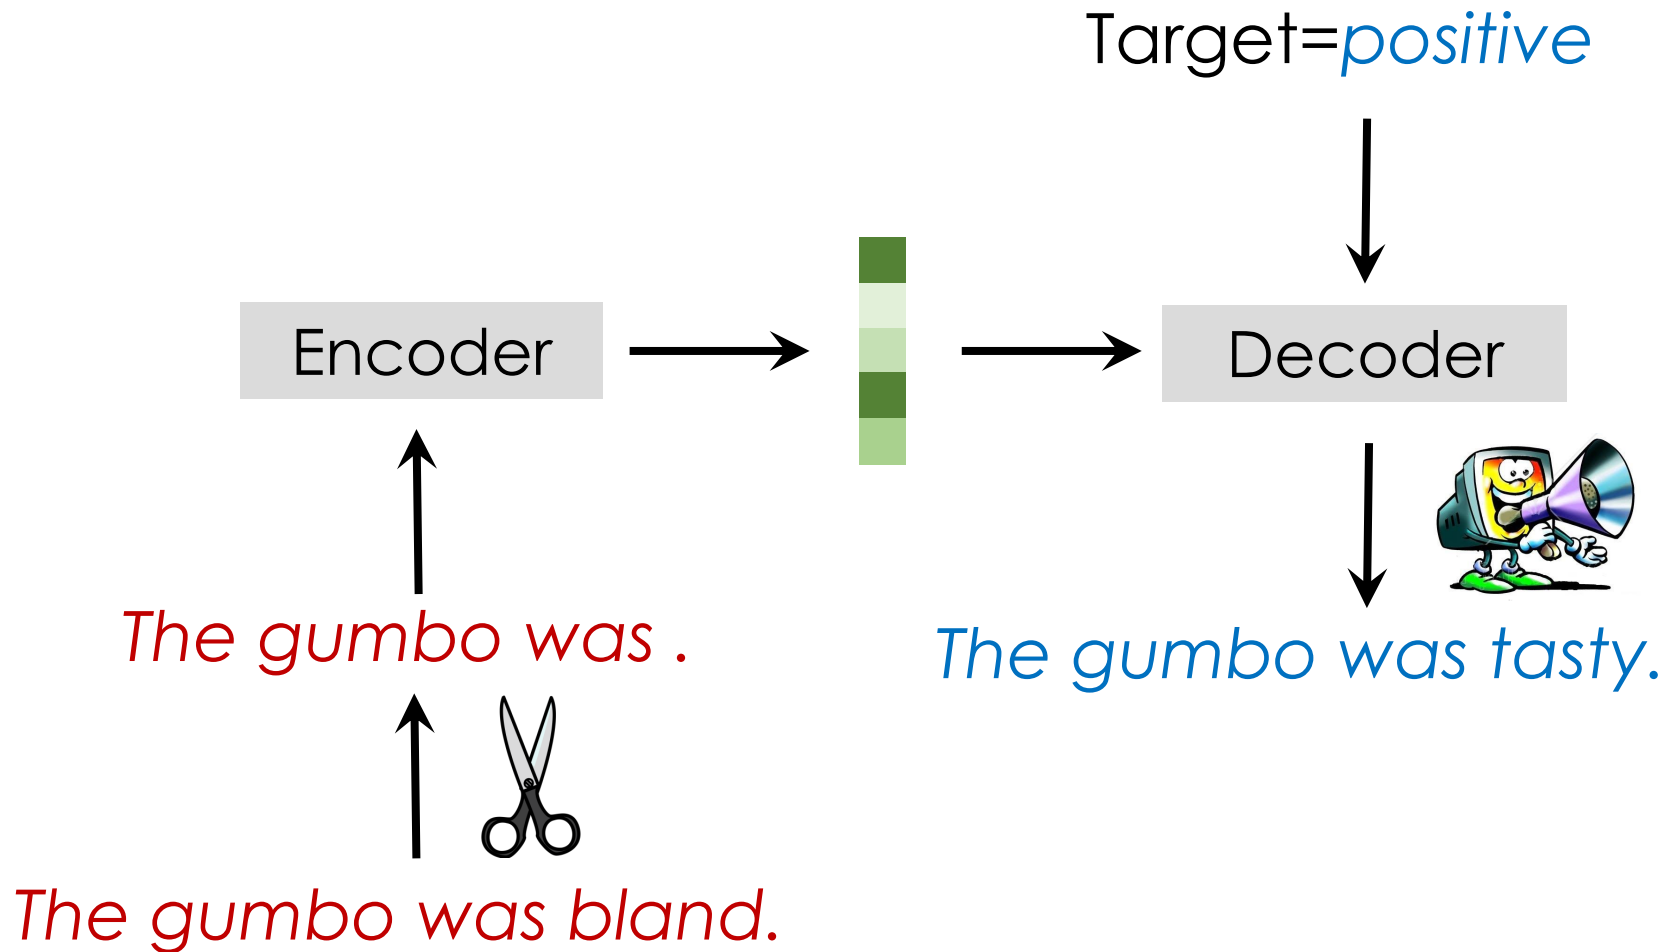 Target=positive
Encoder
Decoder
The gumbo was .
The gumbo was tasty.
The gumbo was bland.